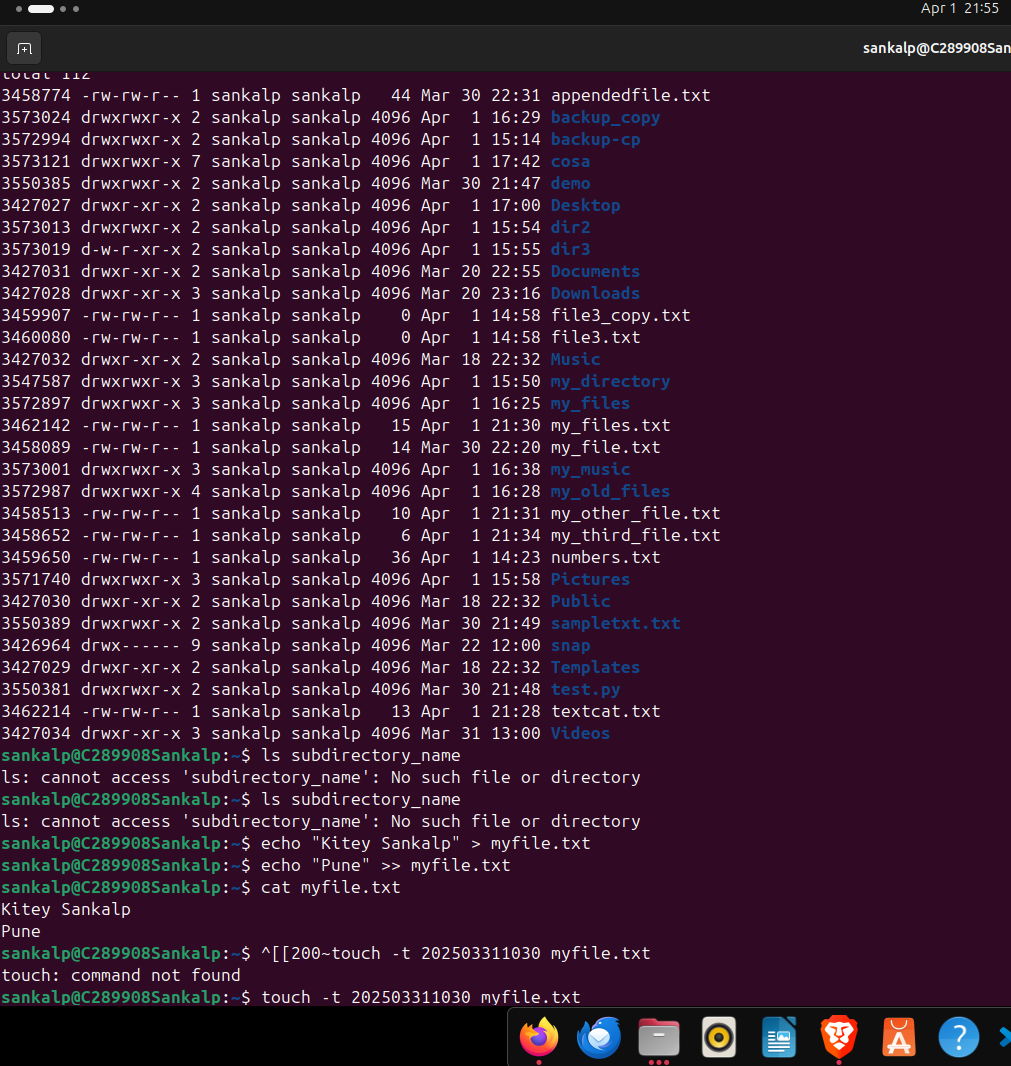 Apr 1 21:55
sankalp@C289908San
total 112
3458774 -rw-rw-r-- 1 sankalp sankalp   44 Mar 30 22:31 appendedfile.txt
3573024 drwxrwxr-x 2 sankalp sankalp 4096 Apr  1 16:29 backup_copy
3572994 drwxrwxr-x 2 sankalp sankalp 4096 Apr  1 15:14 backup-cp
3573121 drwxrwxr-x 7 sankalp sankalp 4096 Apr  1 17:42 cosa
3550385 drwxrwxr-x 2 sankalp sankalp 4096 Mar 30 21:47 demo
3427027 drwxr-xr-x 2 sankalp sankalp 4096 Apr  1 17:00 Desktop
3573013 drwxrwxr-x 2 sankalp sankalp 4096 Apr  1 15:54 dir2
3573019 d-w-r-xr-x 2 sankalp sankalp 4096 Apr  1 15:55 dir3
3427031 drwxr-xr-x 2 sankalp sankalp 4096 Mar 20 22:55 Documents
3427028 drwxr-xr-x 3 sankalp sankalp 4096 Mar 20 23:16 Downloads
3459907 -rw-rw-r-- 1 sankalp sankalp    0 Apr  1 14:58 file3_copy.txt
3460080 -rw-rw-r-- 1 sankalp sankalp    0 Apr  1 14:58 file3.txt
3427032 drwxr-xr-x 2 sankalp sankalp 4096 Mar 18 22:32 Music
3547587 drwxrwxr-x 3 sankalp sankalp 4096 Apr  1 15:50 my_directory
3572897 drwxrwxr-x 3 sankalp sankalp 4096 Apr  1 16:25 my_files
3462142 -rw-rw-r-- 1 sankalp sankalp   15 Apr  1 21:30 my_files.txt
3458089 -rw-rw-r-- 1 sankalp sankalp   14 Mar 30 22:20 my_file.txt
3573001 drwxrwxr-x 3 sankalp sankalp 4096 Apr  1 16:38 my_music
3572987 drwxrwxr-x 4 sankalp sankalp 4096 Apr  1 16:28 my_old_files
3458513 -rw-rw-r-- 1 sankalp sankalp   10 Apr  1 21:31 my_other_file.txt
3458652 -rw-rw-r-- 1 sankalp sankalp    6 Apr  1 21:34 my_third_file.txt
3459650 -rw-rw-r-- 1 sankalp sankalp   36 Apr  1 14:23 numbers.txt
3571740 drwxrwxr-x 3 sankalp sankalp 4096 Apr  1 15:58 Pictures
3427030 drwxr-xr-x 2 sankalp sankalp 4096 Mar 18 22:32 Public
3550389 drwxrwxr-x 2 sankalp sankalp 4096 Mar 30 21:49 sampletxt.txt
3426964 drwx------ 9 sankalp sankalp 4096 Mar 22 12:00 snap
3427029 drwxr-xr-x 2 sankalp sankalp 4096 Mar 18 22:32 Templates
3550381 drwxrwxr-x 2 sankalp sankalp 4096 Mar 30 21:48 test.py
3462214 -rw-rw-r-- 1 sankalp sankalp   13 Apr  1 21:28 textcat.txt
3427034 drwxr-xr-x 3 sankalp sankalp 4096 Mar 31 13:00 Videos
sankalp@C289908Sankalp:~$ ls subdirectory_name
ls: cannot access 'subdirectory_name': No such file or directory
sankalp@C289908Sankalp:~$ ls subdirectory_name
ls: cannot access 'subdirectory_name': No such file or directory
sankalp@C289908Sankalp:~$ echo "Kitey Sankalp" > myfile.txt
sankalp@C289908Sankalp:~$ echo "Pune" >> myfile.txt
sankalp@C289908Sankalp:~$ cat myfile.txt
Kitey Sankalp
Pune
sankalp@C289908Sankalp:~$ ^[[200~touch -t 202503311030 myfile.txt
touch: command not found
sankalp@C289908Sankalp:~$ touch -t 202503311030 myfile.txt